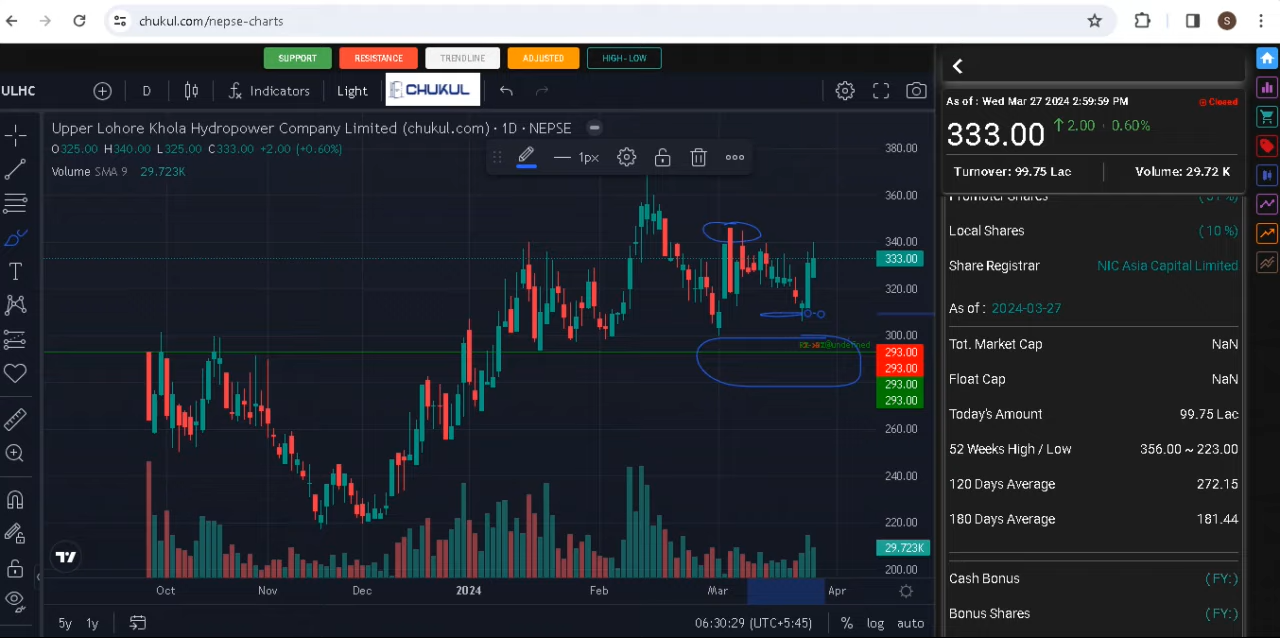 chukul.com/nepse-charts
S
SUPPORT RESISTANCE TRENDLINE ADJUSTED HIGH-LOW
ULHC D Indicators Light CHUKUL
Upper Lohore Khola Hydropower Company Limited (chukul.com) · 1D · NEPSE
O325.00 H340.00 L325.00 C333.00 +2.00 (+0.60%)
1px
Volume SMA 9 29.723K
380.00
360.00
340.00
333.00
320.00
300.00
293.00
293.00
293.00
293.00
260.00
240.00
220.00
29.723K
200.00
Oct Nov Dec 2024 Feb Mar Apr
5y 1y 06:30:29 (UTC+5:45) % log auto
As of : Wed Mar 27 2024 2:59:59 PM Closed
333.00 ↑ 2.00 · 0.60%
Turnover: 99.75 Lac Volume: 29.72 K
Local Shares (10 %)
Share Registrar NIC Asia Capital Limited
As of : 2024-03-27
Tot. Market Cap NaN
Float Cap NaN
Today's Amount 99.75 Lac
52 Weeks High / Low 356.00 ~ 223.00
120 Days Average 272.15
180 Days Average 181.44
Cash Bonus (FY:)
Bonus Shares (FY:)